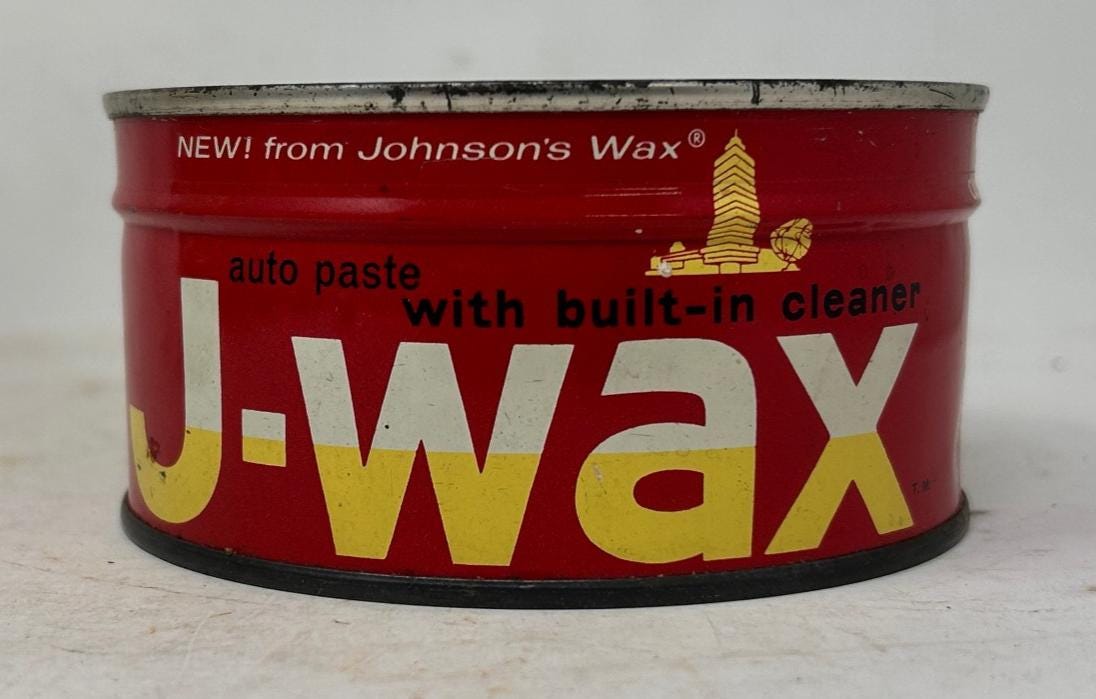 NEW! from Johnson's Wax®
auto paste
with built-in cleaner
J-wax
T.M.